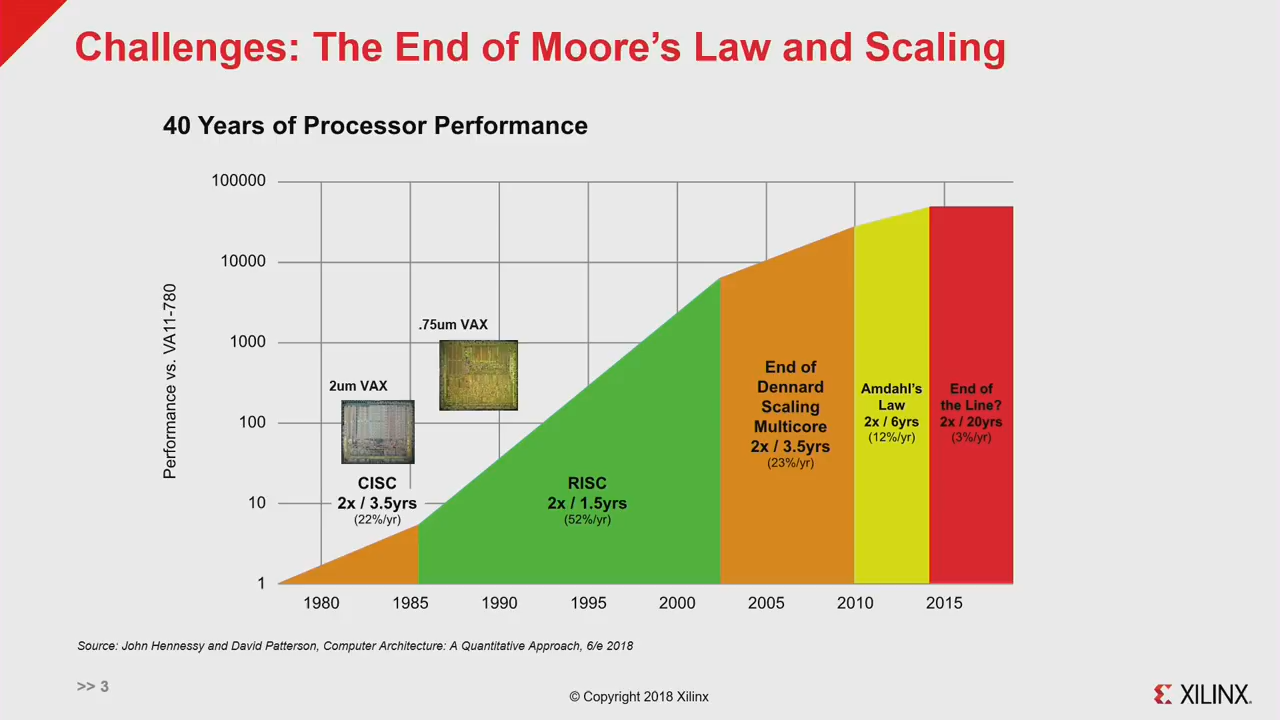 Challenges: The End of Moore's Law and Scaling
40 Years of Processor Performance
Performance vs. VA11-780
100000
10000
1000
100
10
1
.75um VAX
2um VAX
CISC
2x / 3.5yrs
(22%/yr)
RISC
2x / 1.5yrs
(52%/yr)
End of
Dennard
Scaling
Multicore
2x / 3.5yrs
(23%/yr)
Amdahl's
Law
2x / 6yrs
(12%/yr)
End of
the Line?
2x / 20yrs
(3%/yr)
1980
1985
1990
1995
2000
2005
2010
2015
Source: John Hennessy and David Patterson, Computer Architecture: A Quantitative Approach, 6/e 2018
>> 3
© Copyright 2018 Xilinx
XILINX.